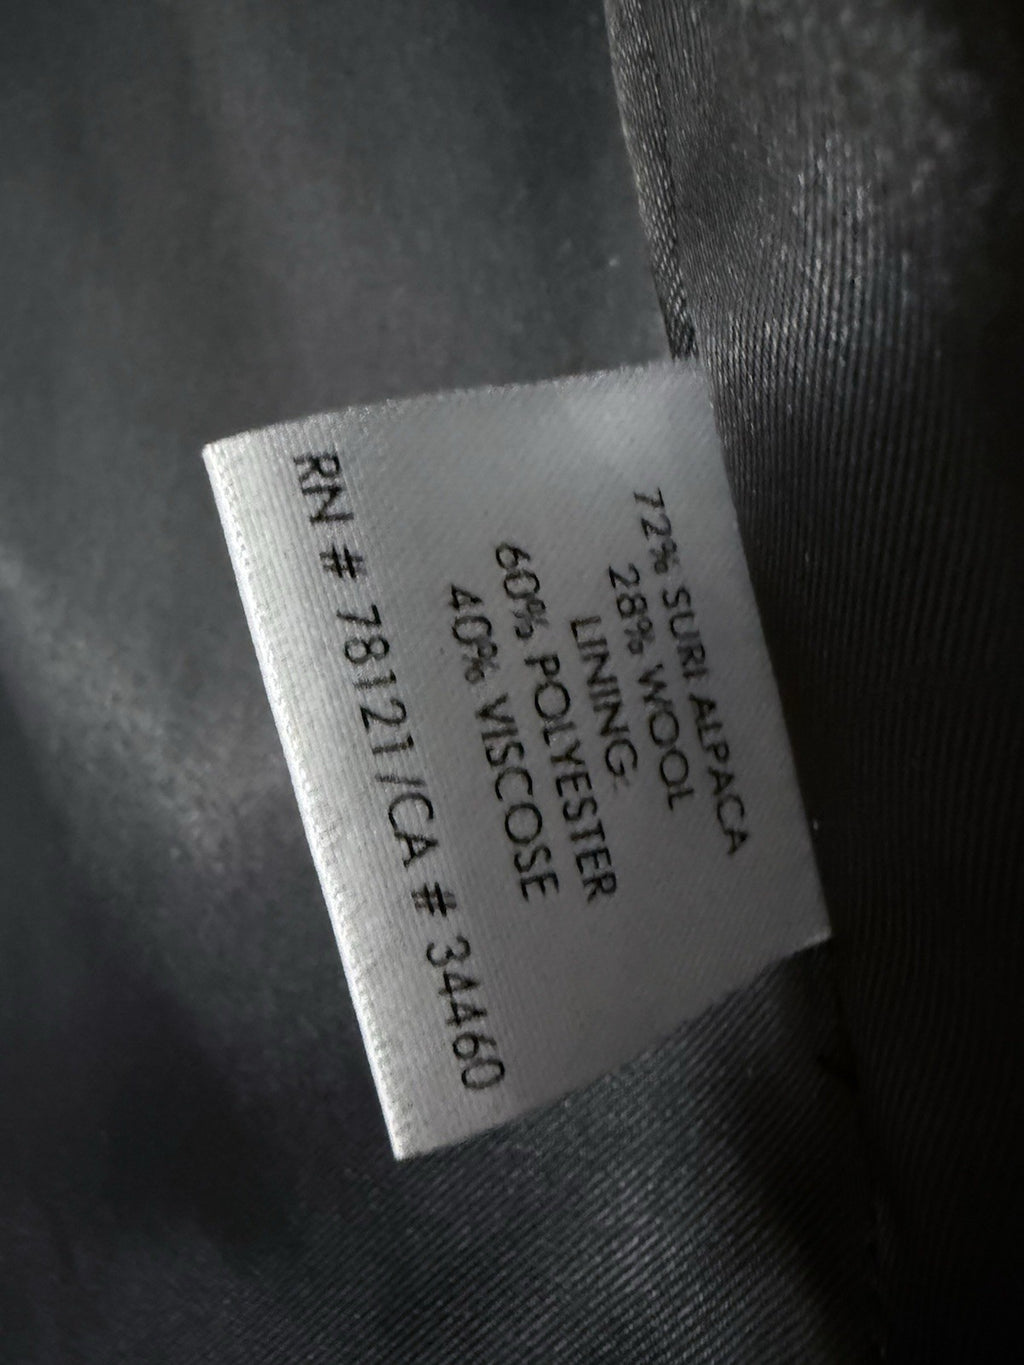 72% SURI ALPACA
28% WOOL
LINING:
60% POLYESTER
40% VISCOSE
RN # 78121/CA # 34460